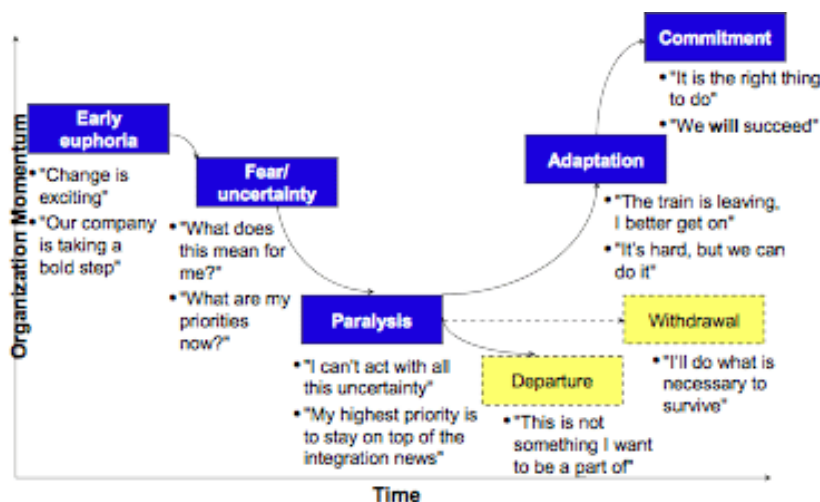 Commitment
• "It is the right thing
to do"
• "We will succeed"
Early
euphoria
• "Change is
exciting"
• "Our company
is taking a
bold step"
Fear/
uncertainty
• "What does
this mean for
me?"
• "What are my
priorities
now?"
Adaptation
• "The train is leaving,
I better get on"
• "It's hard, but we can
do it"
Paralysis
• "I can't act with all
this uncertainty"
• "My highest priority is
to stay on top of the
integration news"
Withdrawal
• "I'll do what is
necessary to
survive"
Departure
• "This is not
something I want
to be a part of"
Organization Momentum
Time